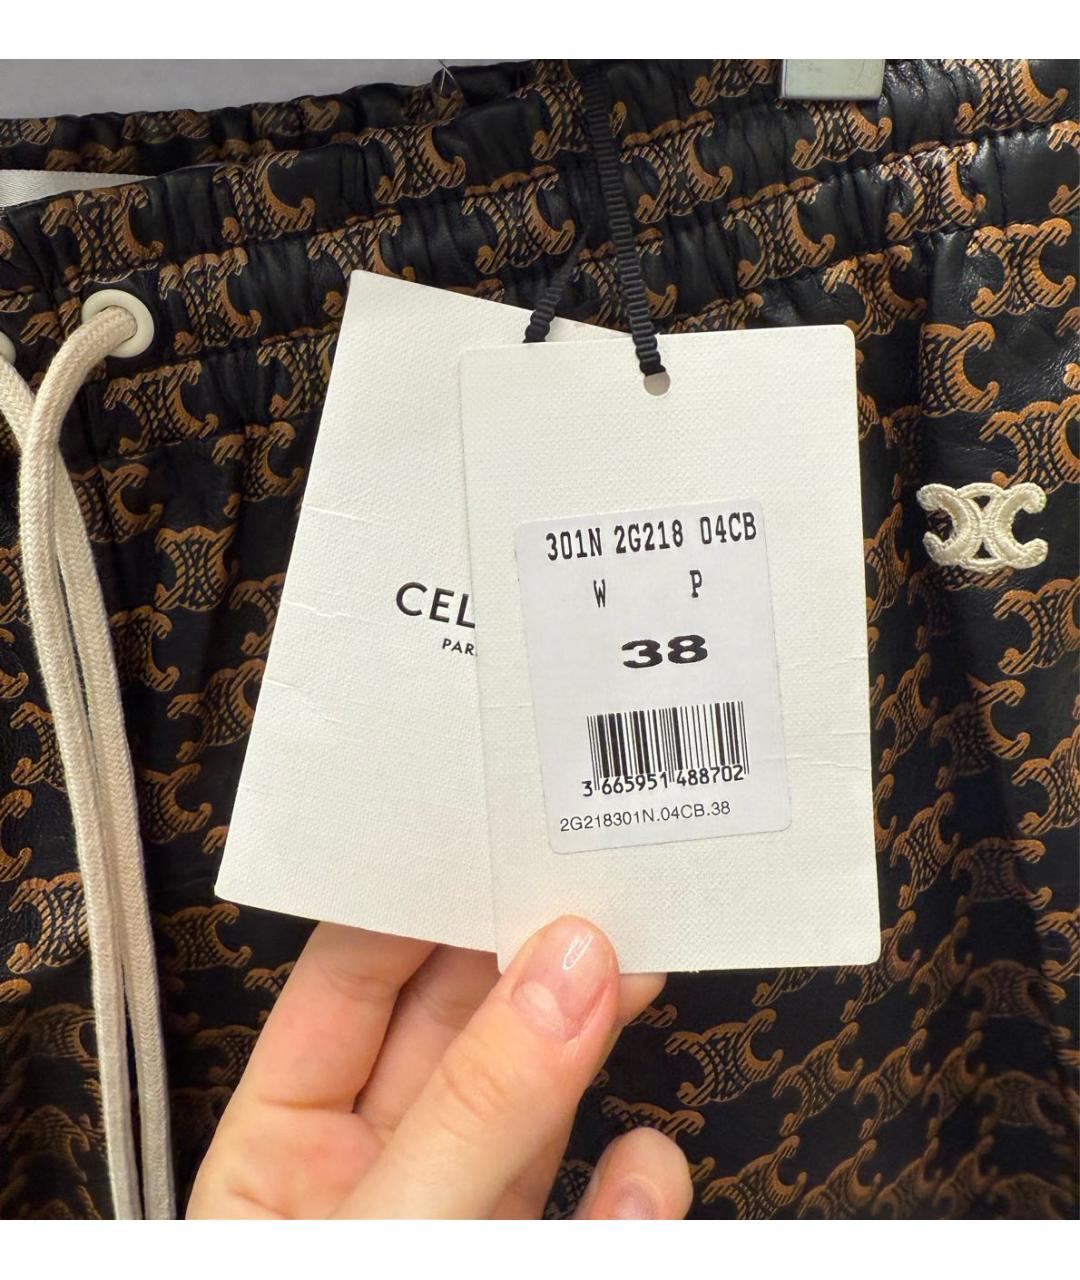 CEL
PAR
301N 2G218 04CB
W P
38
3 665951 488702
2G218301N.04CB.38